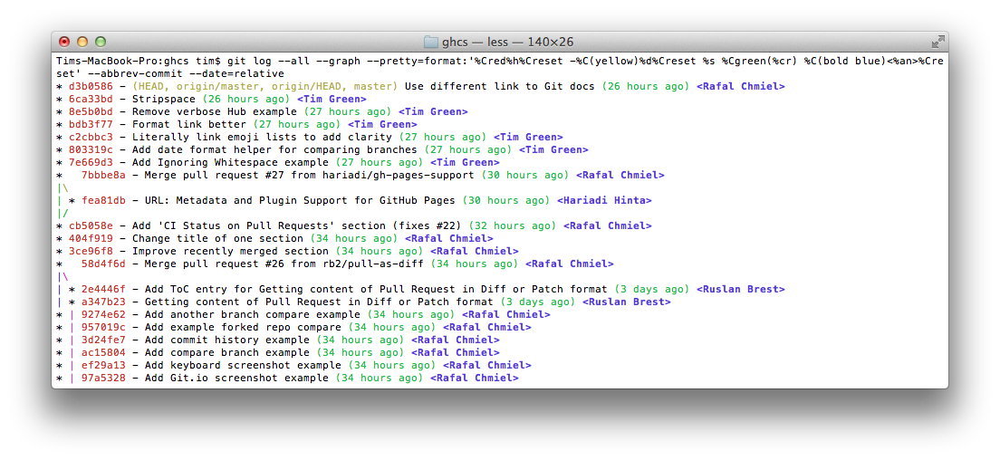 ghcs — less — 140×26
Tims-MacBook-Pro:ghcs tim$ git log --all --graph --pretty=format:'%Cred%h%Creset -%C(yellow)%d%Creset %s %Cgreen(%cr) %C(bold blue)<%an>%Cre
set' --abbrev-commit --date=relative
* d3b0586 - (HEAD, origin/master, origin/HEAD, master) Use different link to Git docs (26 hours ago) <Rafal Chmiel>
* 6ca33bd - Stripspace (26 hours ago) <Tim Green>
* 8e5b0bd - Remove verbose Hub example (27 hours ago) <Tim Green>
* bdb3f77 - Format link better (27 hours ago) <Tim Green>
* c2cbbc3 - Literally link emoji lists to add clarity (27 hours ago) <Tim Green>
* 803319c - Add date format helper for comparing branches (27 hours ago) <Tim Green>
* 7e669d3 - Add Ignoring Whitespace example (27 hours ago) <Tim Green>
*   7bbbe8a - Merge pull request #27 from hariadi/gh-pages-support (30 hours ago) <Rafal Chmiel>
|\
| * fea81db - URL: Metadata and Plugin Support for GitHub Pages (30 hours ago) <Hariadi Hinta>
|/
* cb5058e - Add 'CI Status on Pull Requests' section (fixes #22) (32 hours ago) <Rafal Chmiel>
* 404f919 - Change title of one section (34 hours ago) <Rafal Chmiel>
* 3ce96f8 - Improve recently merged section (34 hours ago) <Rafal Chmiel>
*   58d4f6d - Merge pull request #26 from rb2/pull-as-diff (34 hours ago) <Rafal Chmiel>
|\
| * 2e4446f - Add ToC entry for Getting content of Pull Request in Diff or Patch format (3 days ago) <Ruslan Brest>
| * a347b23 - Getting content of Pull Request in Diff or Patch format (3 days ago) <Ruslan Brest>
* | 9274e62 - Add another branch compare example (34 hours ago) <Rafal Chmiel>
* | 957019c - Add example forked repo compare (34 hours ago) <Rafal Chmiel>
* | 3d24fe7 - Add commit history example (34 hours ago) <Rafal Chmiel>
* | ac15804 - Add compare branch example (34 hours ago) <Rafal Chmiel>
* | ef29a13 - Add keyboard screenshot example (34 hours ago) <Rafal Chmiel>
* | 97a5328 - Add Git.io screenshot example (34 hours ago) <Rafal Chmiel>